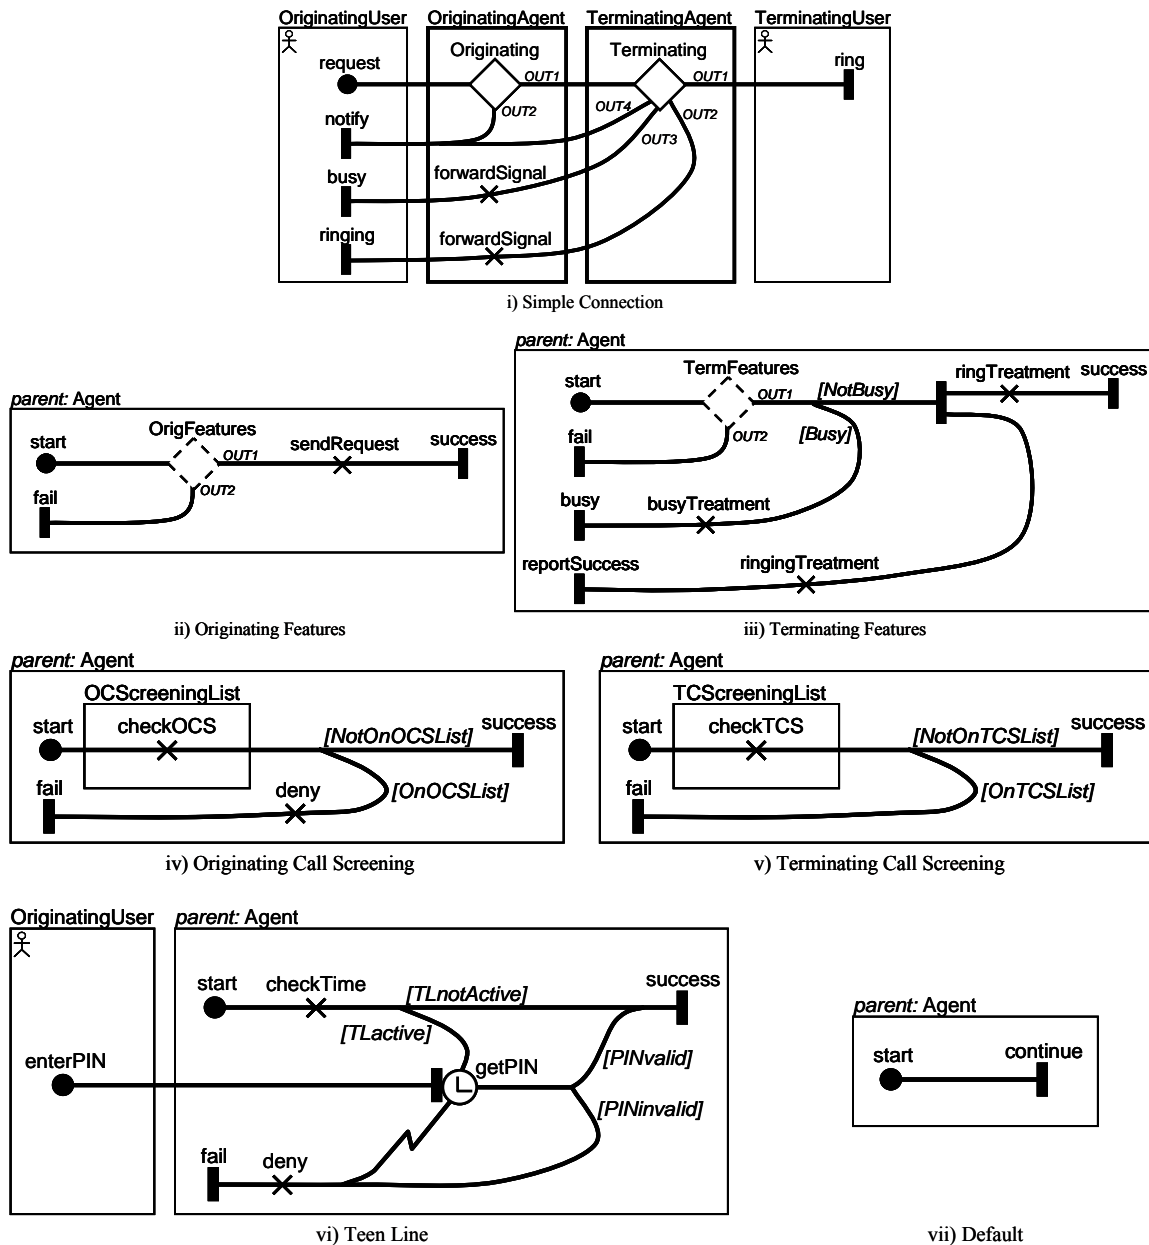 OriginatingUser OriginatingAgent TerminatingAgent TerminatingUser
request Originating OUT1 Terminating OUT1 ring
OUT2 OUT4 OUT2
notify OUT3
busy forwardSignal
ringing forwardSignal
i) Simple Connection
parent: Agent
start OrigFeatures OUT1 sendRequest success
OUT2
fail
ii) Originating Features
parent: Agent
start TermFeatures OUT1 [NotBusy] ringTreatment success
fail OUT2 [Busy]
busy busyTreatment
reportSuccess ringingTreatment
iii) Terminating Features
parent: Agent
OCScreeningList
start checkOCS [NotOnOCSList] success
fail deny [OnOCSList]
iv) Originating Call Screening
parent: Agent
TCScreeningList
start checkTCS [NotOnTCSList] success
fail [OnTCSList]
v) Terminating Call Screening
OriginatingUser parent: Agent
start checkTime [TLnotActive] success
[TLactive]
enterPIN getPIN [PINvalid]
[PINinvalid]
fail deny
vi) Teen Line
parent: Agent
start continue
vii) Default